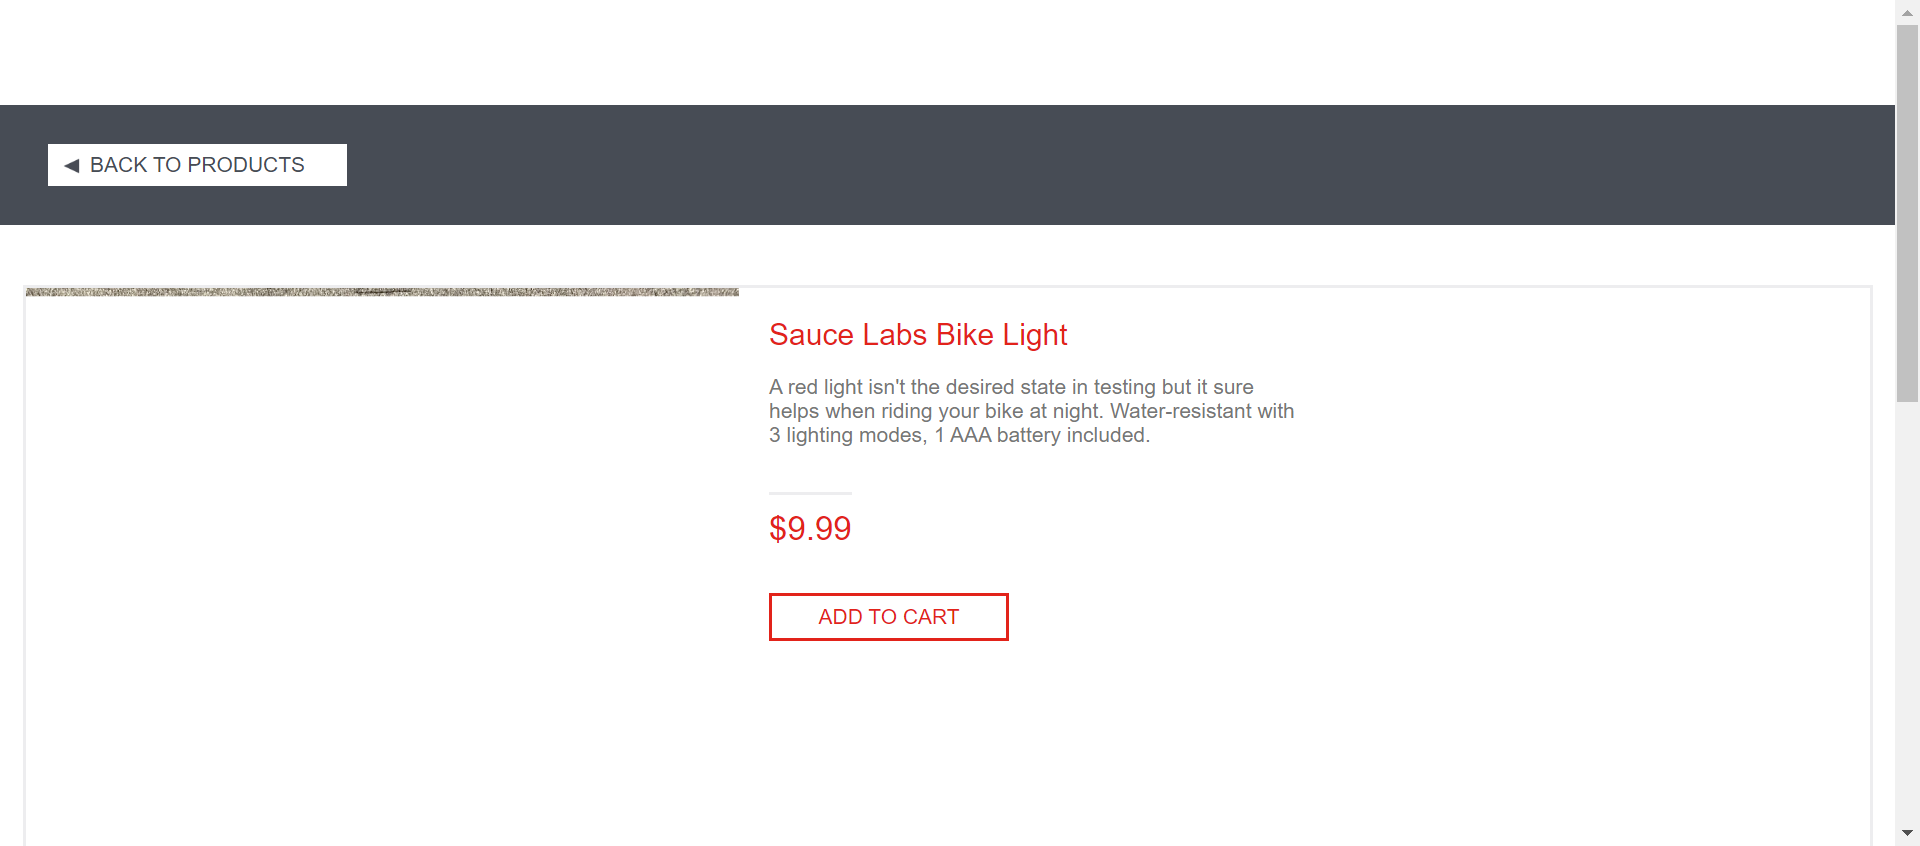 BACK TO PRODUCTS
Sauce Labs Bike Light
A red light isn't the desired state in testing but it sure
helps when riding your bike at night. Water-resistant with
3 lighting modes, 1 AAA battery included.
$9.99
ADD TO CART